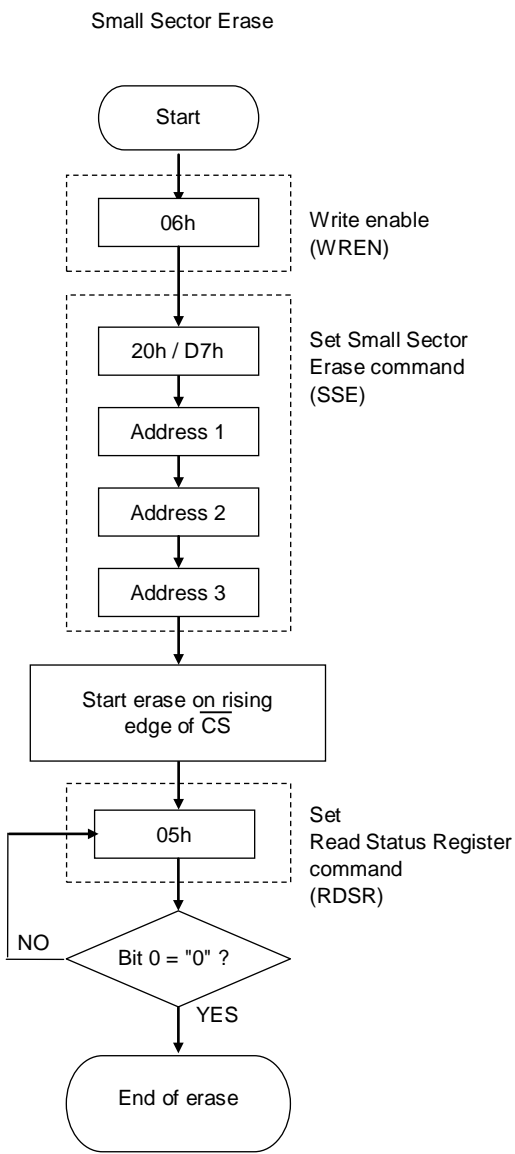 Small Sector Erase
Start
06h
Write enable
(WREN)
20h / D7h
Set Small Sector
Erase command
(SSE)
Address 1
Address 2
Address 3
Start erase on rising
edge of C̅S̅
05h
Set
Read Status Register
command
(RDSR)
NO
Bit 0 = "0" ?
YES
End of erase